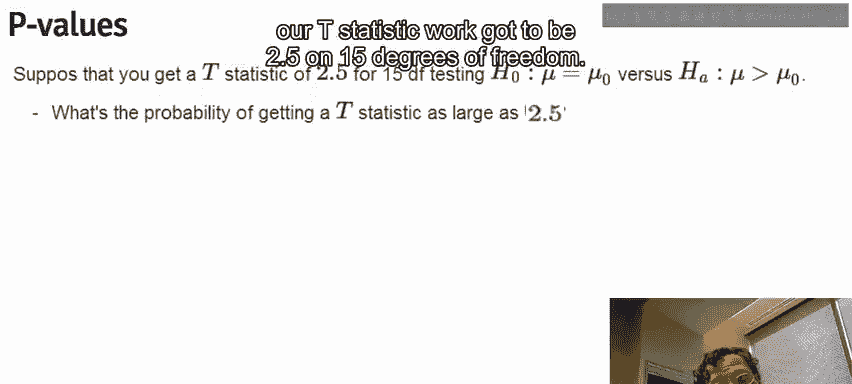 P-values
our T statistic work got to be
2.5 on 15 degrees of freedom.
Suppos that you get a T statistic of 2.5 for 15 df testing H₀ : μ = μ₀ versus Hₐ : μ > μ₀.
- What's the probability of getting a T statistic as large as 2.5